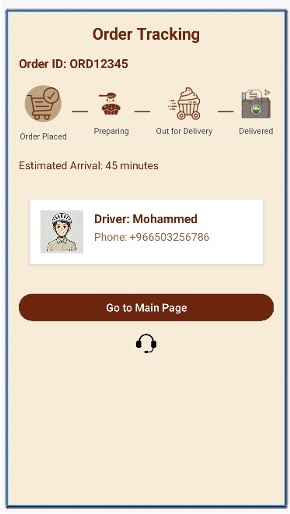 Order Tracking
Order ID: ORD12345
Order Placed
Preparing
Out for Delivery
Delivered
Estimated Arrival: 45 minutes
Driver: Mohammed
Phone: +966503256786
Go to Main Page